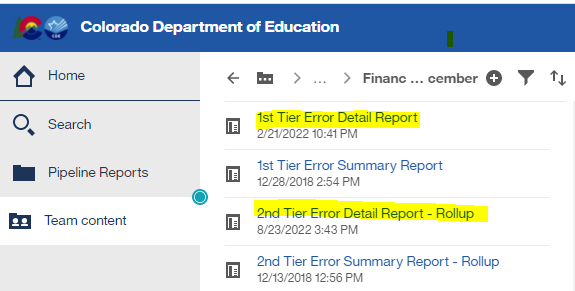 Colorado Department of Education
Home
Search
Pipeline Reports
Team content
... Financ ... cember
1st Tier Error Detail Report
2/21/2022 10:41 PM
1st Tier Error Summary Report
12/28/2018 2:54 PM
2nd Tier Error Detail Report - Rollup
8/23/2022 3:43 PM
2nd Tier Error Summary Report - Rollup
12/13/2018 12:56 PM